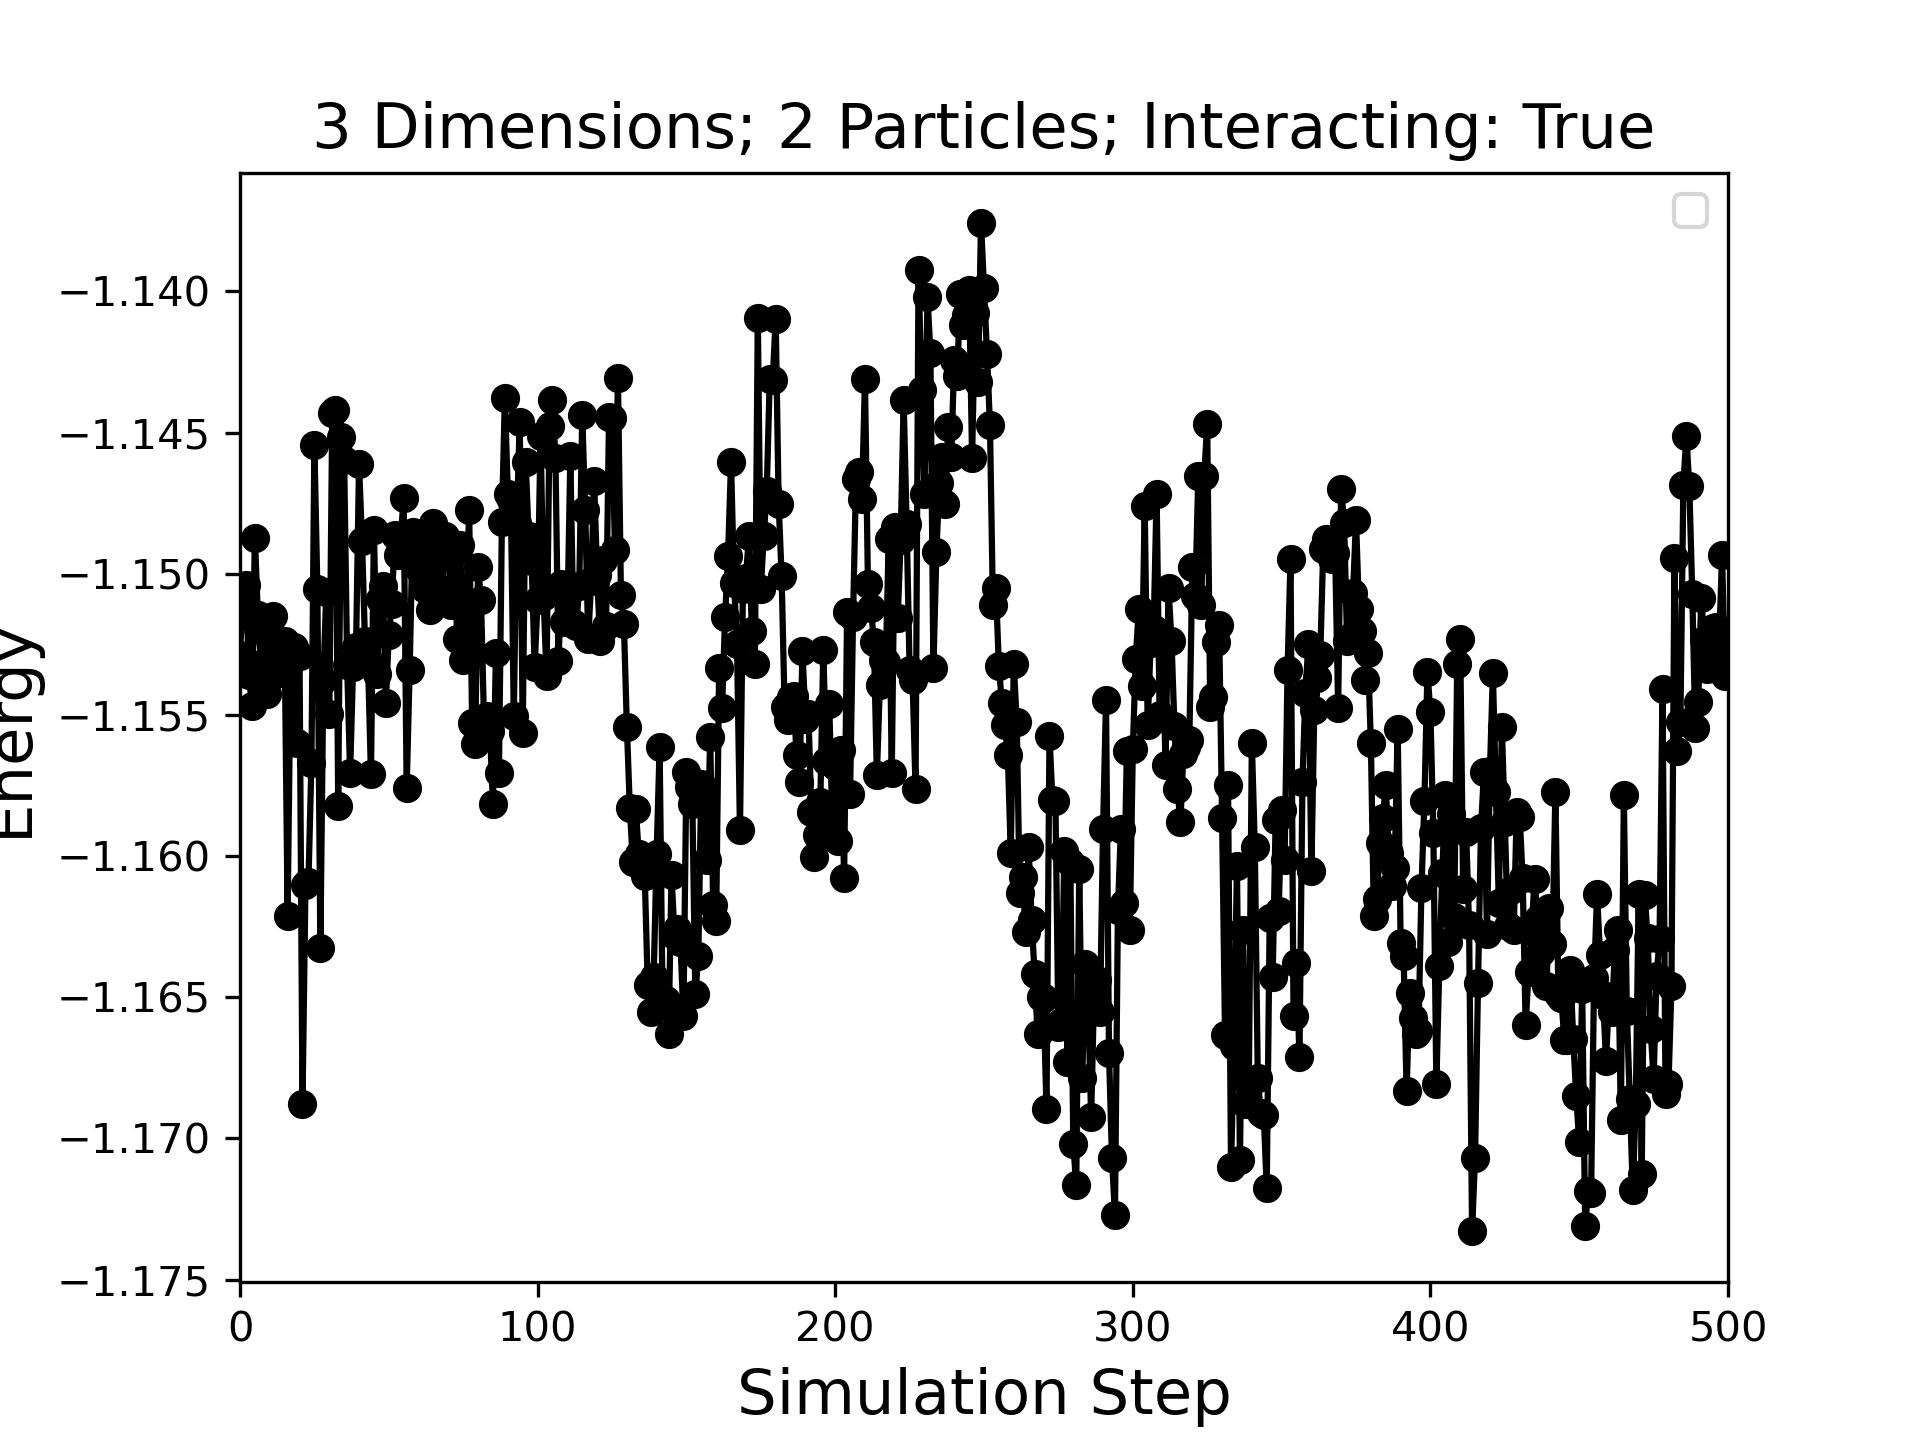 3 Dimensions; 2 Particles; Interacting: True
−1.140
−1.145
−1.150
−1.155
−1.160
−1.165
−1.170
−1.175
Energy
0 100 200 300 400 500
Simulation Step